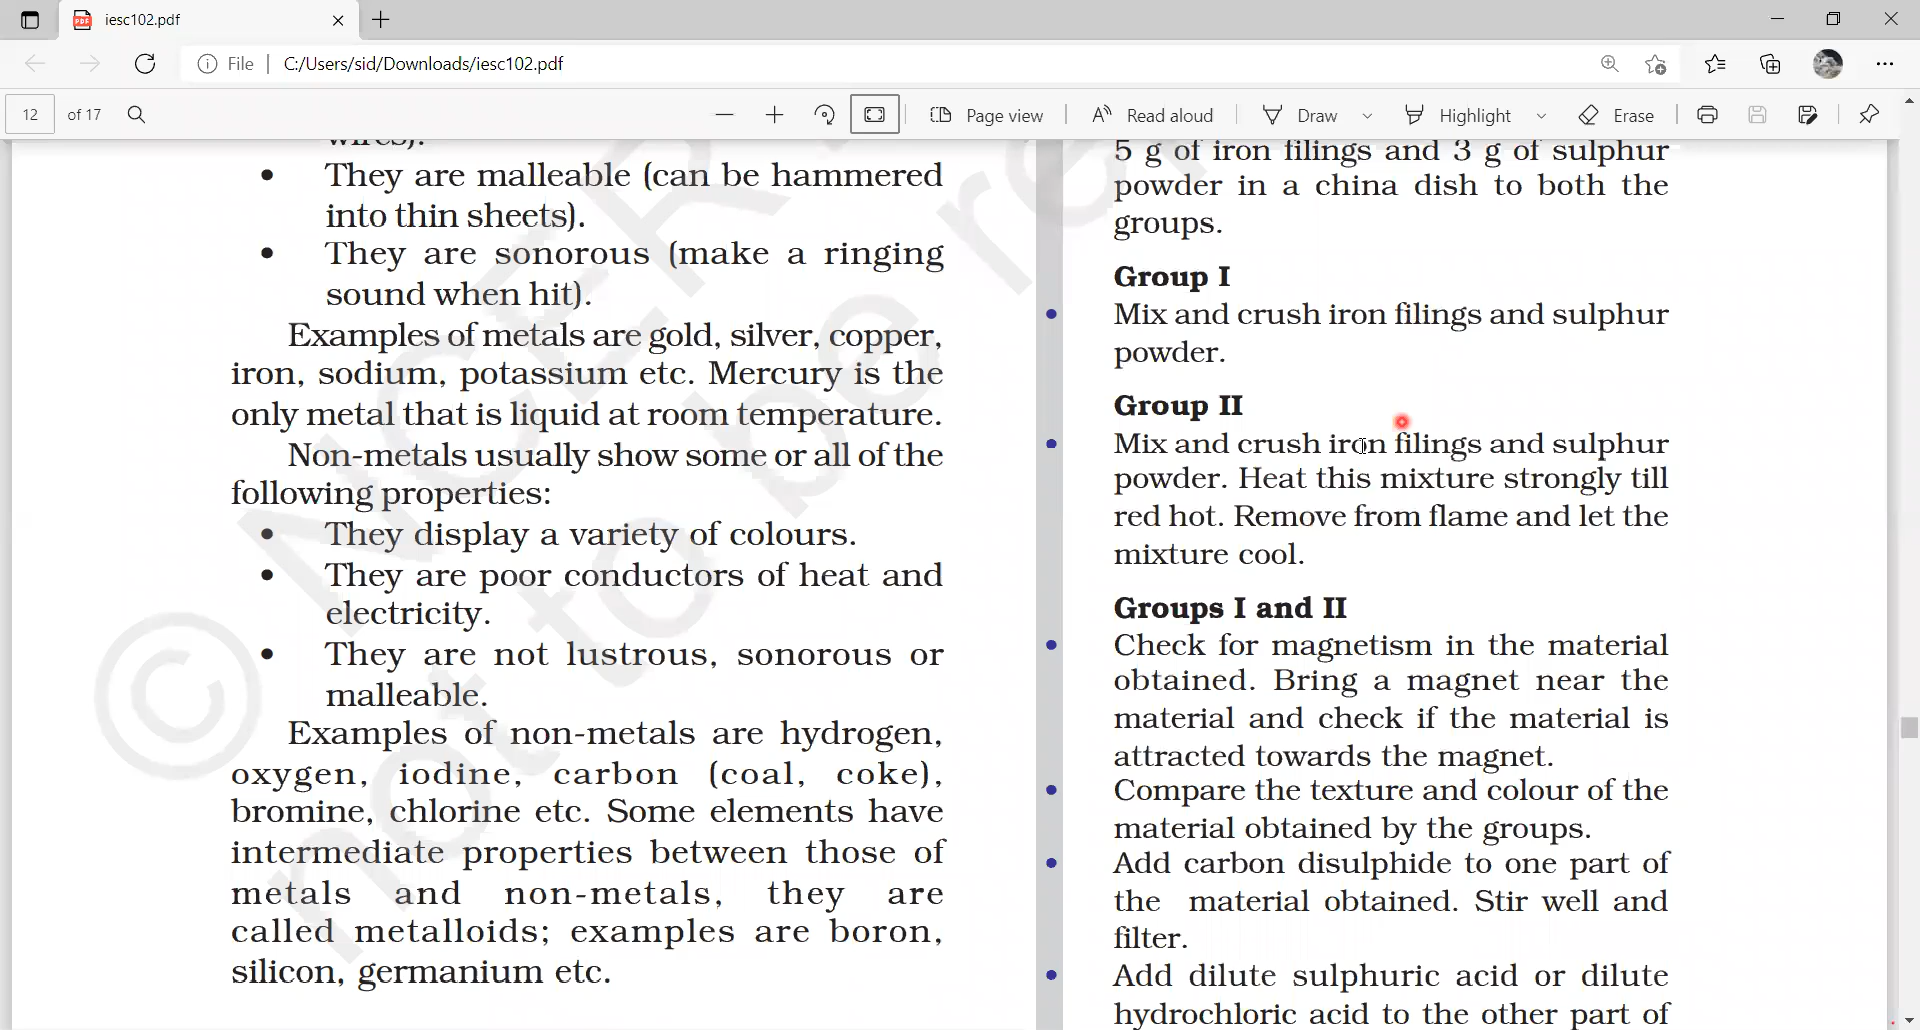 iesc102.pdf
File
C:/Users/sid/Downloads/iesc102.pdf
12 of 17
Page view
Read aloud
Draw
Highlight
Erase
wires).
• They are malleable (can be hammered
into thin sheets).
• They are sonorous (make a ringing
sound when hit).
Examples of metals are gold, silver, copper,
iron, sodium, potassium etc. Mercury is the
only metal that is liquid at room temperature.
Non-metals usually show some or all of the
following properties:
• They display a variety of colours.
• They are poor conductors of heat and
electricity.
• They are not lustrous, sonorous or
malleable.
Examples of non-metals are hydrogen,
oxygen, iodine, carbon (coal, coke),
bromine, chlorine etc. Some elements have
intermediate properties between those of
metals and non-metals, they are
called metalloids; examples are boron,
silicon, germanium etc.
5 g of iron filings and 3 g of sulphur
powder in a china dish to both the
groups.
Group I
• Mix and crush iron filings and sulphur
powder.
Group II
• Mix and crush iron filings and sulphur
powder. Heat this mixture strongly till
red hot. Remove from flame and let the
mixture cool.
Groups I and II
• Check for magnetism in the material
obtained. Bring a magnet near the
material and check if the material is
attracted towards the magnet.
• Compare the texture and colour of the
material obtained by the groups.
• Add carbon disulphide to one part of
the material obtained. Stir well and
filter.
• Add dilute sulphuric acid or dilute
hydrochloric acid to the other part of
© NCER
not to be re